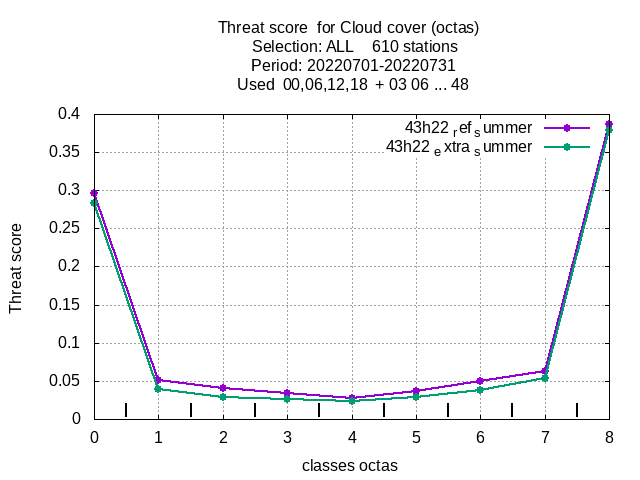 Threat score  for Cloud cover (octas)
Selection: ALL    610 stations
Period: 20220701-20220731
Used  00,06,12,18  + 03 06 ... 48
43h22 ref summer
43h22 extra summer
0.4
0.35
0.3
0.25
0.2
0.15
0.1
0.05
0
Threat score
0 1 2 3 4 5 6 7 8
classes octas